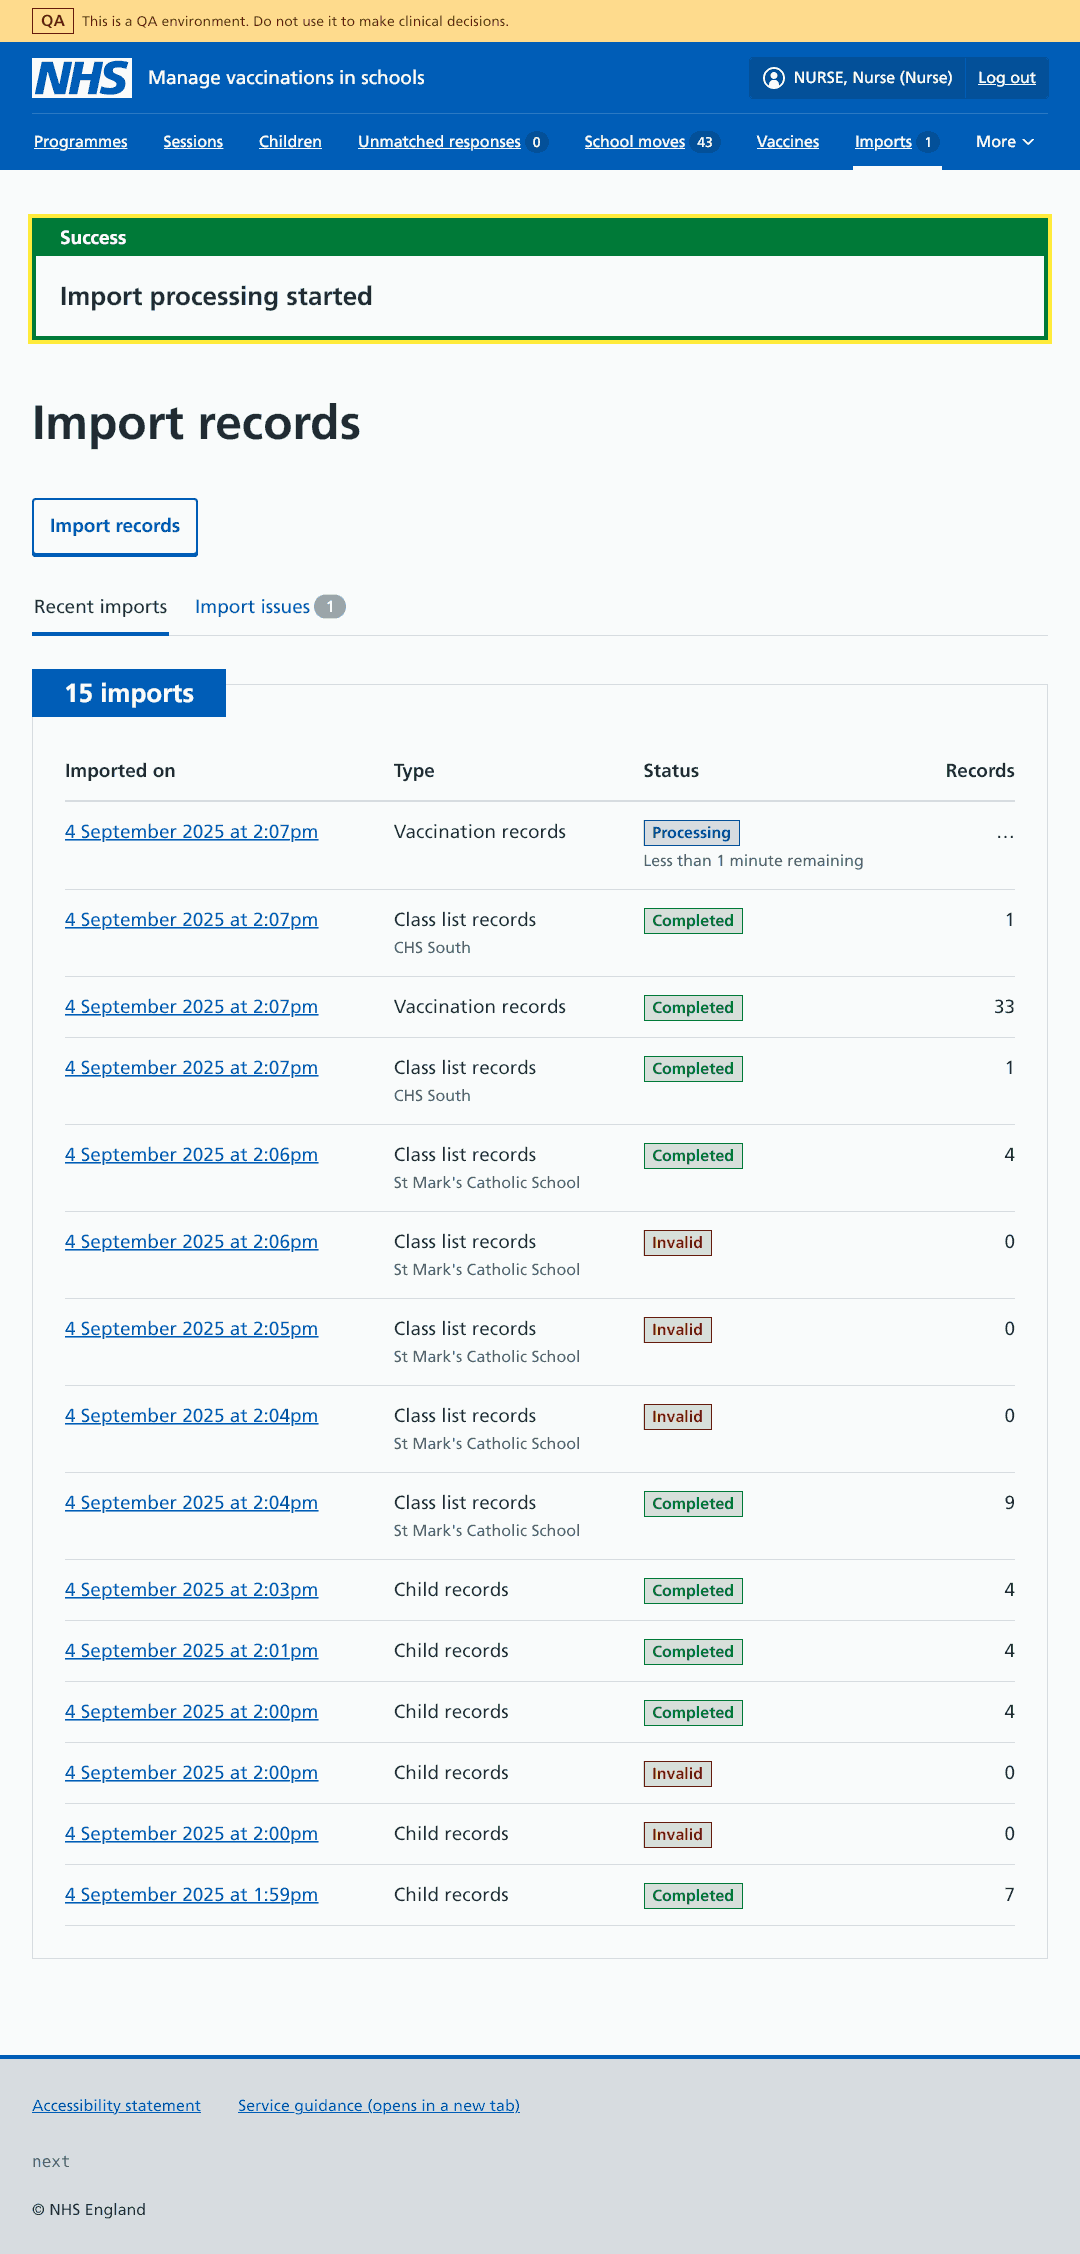 QA This is a QA environment. Do not use it to make clinical decisions.
NHS Manage vaccinations in schools NURSE, Nurse (Nurse) Log out
Programmes Sessions Children Unmatched responses 0 School moves 43 Vaccines Imports 1 More
Success
Import processing started
Import records
Import records
Recent imports Import issues 1
15 imports
Imported on Type Status Records
4 September 2025 at 2:07pm Vaccination records Processing ...
Less than 1 minute remaining
4 September 2025 at 2:07pm Class list records Completed 1
CHS South
4 September 2025 at 2:07pm Vaccination records Completed 33
4 September 2025 at 2:07pm Class list records Completed 1
CHS South
4 September 2025 at 2:06pm Class list records Completed 4
St Mark's Catholic School
4 September 2025 at 2:06pm Class list records Invalid 0
St Mark's Catholic School
4 September 2025 at 2:05pm Class list records Invalid 0
St Mark's Catholic School
4 September 2025 at 2:04pm Class list records Invalid 0
St Mark's Catholic School
4 September 2025 at 2:04pm Class list records Completed 9
St Mark's Catholic School
4 September 2025 at 2:03pm Child records Completed 4
4 September 2025 at 2:01pm Child records Completed 4
4 September 2025 at 2:00pm Child records Completed 4
4 September 2025 at 2:00pm Child records Invalid 0
4 September 2025 at 2:00pm Child records Invalid 0
4 September 2025 at 1:59pm Child records Completed 7
Accessibility statement Service guidance (opens in a new tab)
next
© NHS England